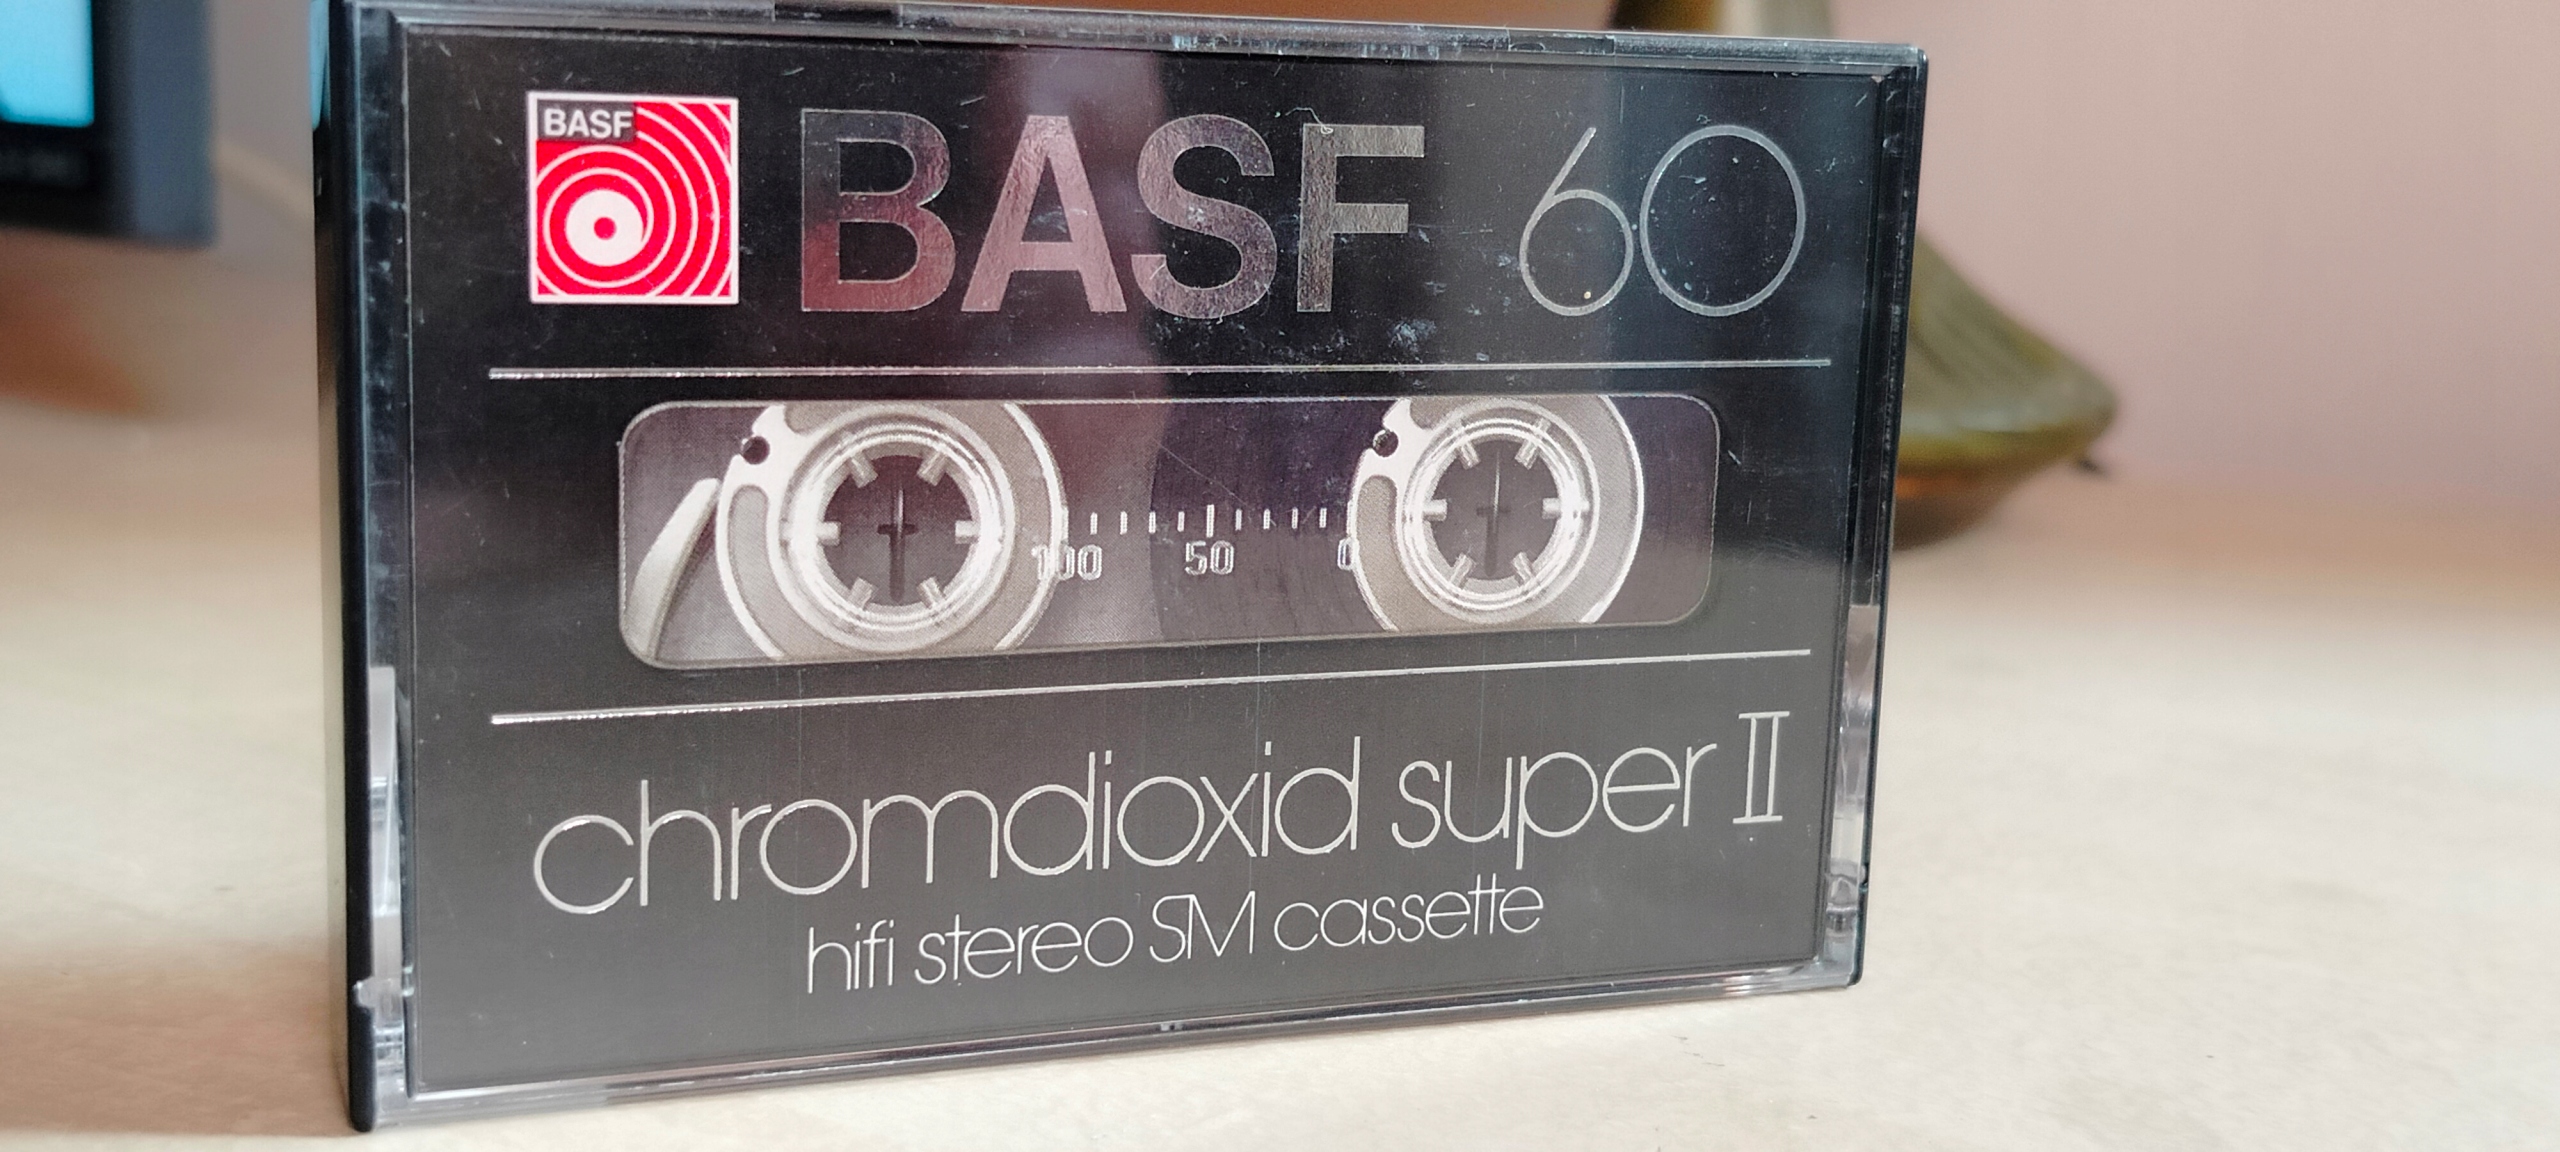 BASF
BASF 60
100 50 0
chromdioxid super II
hifi stereo SM cassette